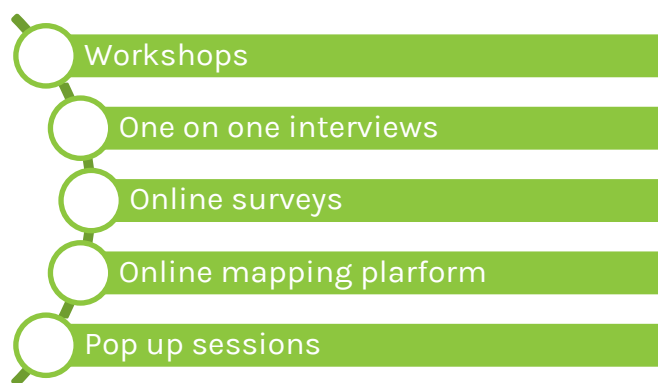 Workshops
One on one interviews
Online surveys
Online mapping plarform
Pop up sessions